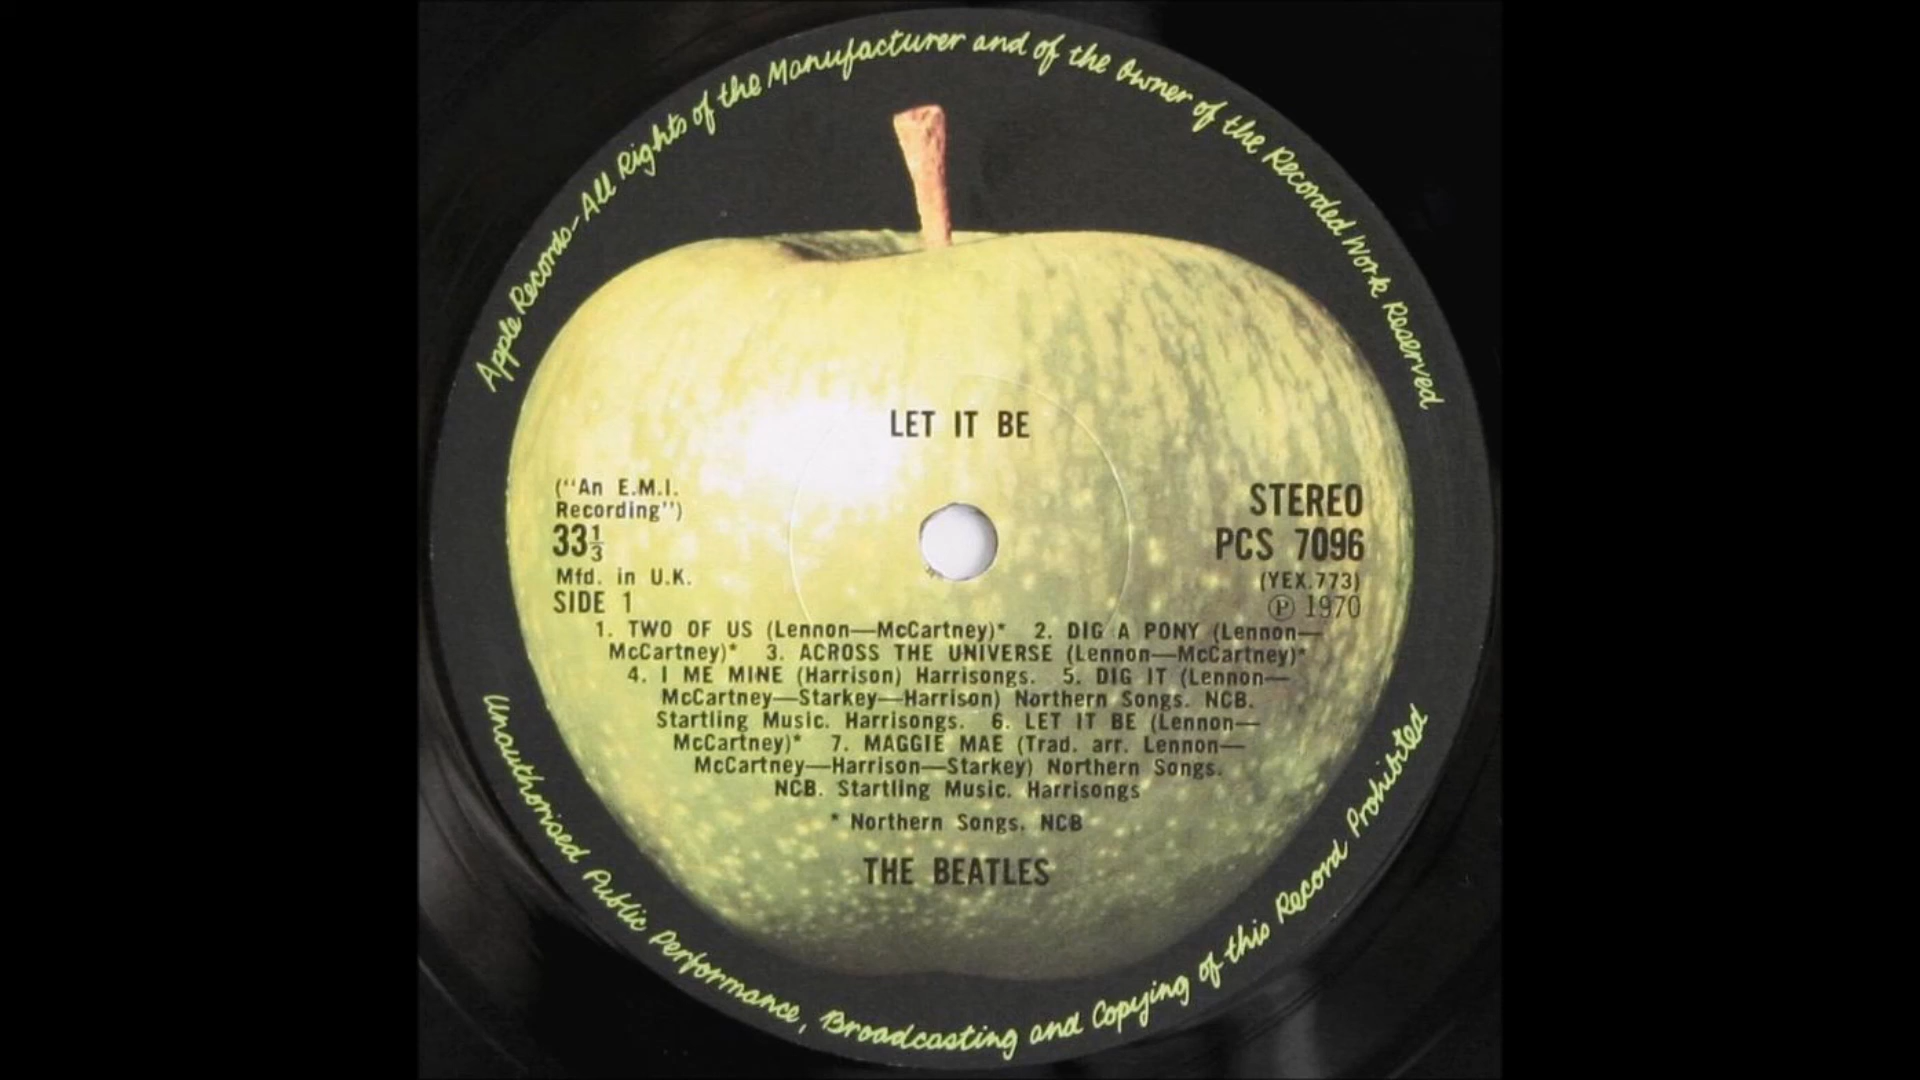 Apple Records-All Rights of the Manufacturer and of the Owner of the Recorded Work Reserved
LET IT BE
("An E.M.I.
Recording")
33⅓
Mfd. in U.K.
SIDE 1
STEREO
PCS 7096
(YEX.773)
℗ 1970
1. TWO OF US (Lennon—McCartney)* 2. DIG A PONY (Lennon—
McCartney)* 3. ACROSS THE UNIVERSE (Lennon—McCartney)*
4. I ME MINE (Harrison) Harrisongs. 5. DIG IT (Lennon—
McCartney—Starkey—Harrison) Northern Songs. NCB.
Startling Music. Harrisongs. 6. LET IT BE (Lennon—
McCartney)* 7. MAGGIE MAE (Trad. arr. Lennon—
McCartney—Harrison—Starkey) Northern Songs.
NCB. Startling Music. Harrisongs
* Northern Songs. NCB
THE BEATLES
Unauthorised Public Performance, Broadcasting and Copying of this Record Prohibited